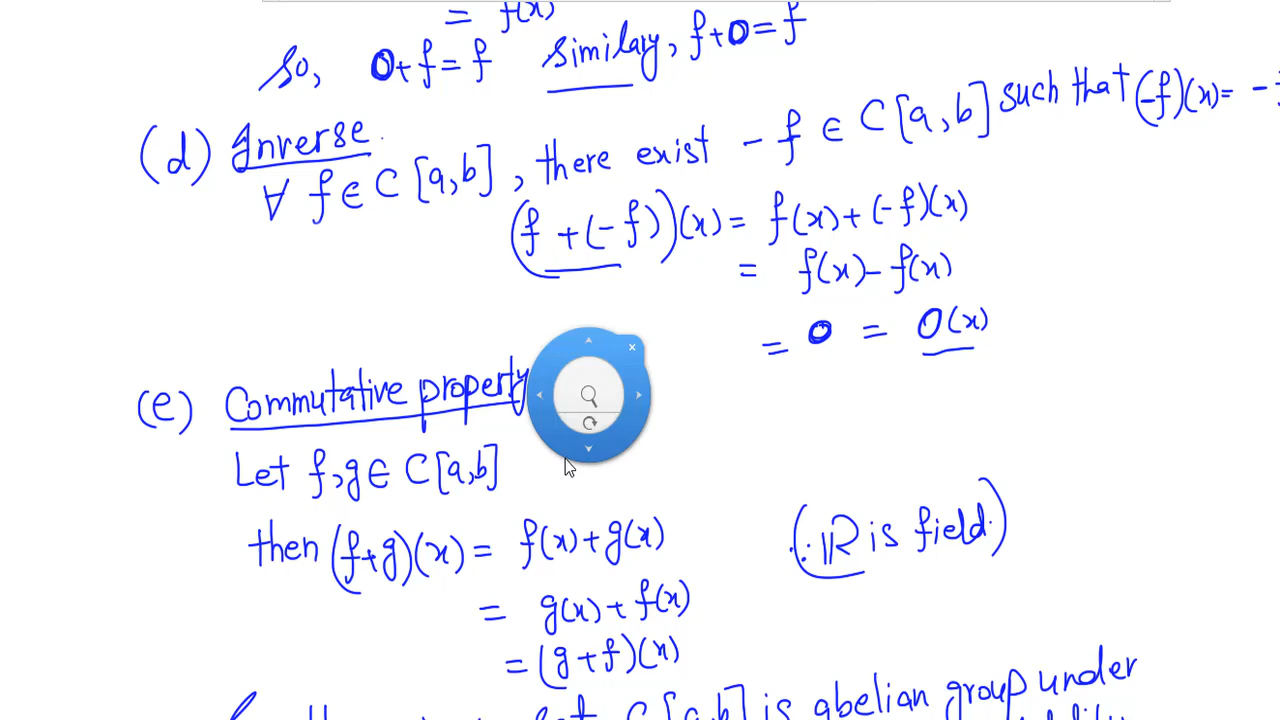 = f(x)
So, 0+f = f similary, f+0 = f
(d) Inverse
∀ f ∈ C[a,b], there exist -f ∈ C[a,b] such that (-f)(x) = -
(f+(-f))(x) = f(x)+(-f)(x)
= f(x)-f(x)
= 0 = 0(x)
(e) Commutative property
Let f,g ∈ C[a,b]
then (f+g)(x) = f(x)+g(x) (∵ ℝ is field.)
= g(x)+f(x)
= (g+f)(x)
C[a,b] is abelian group under